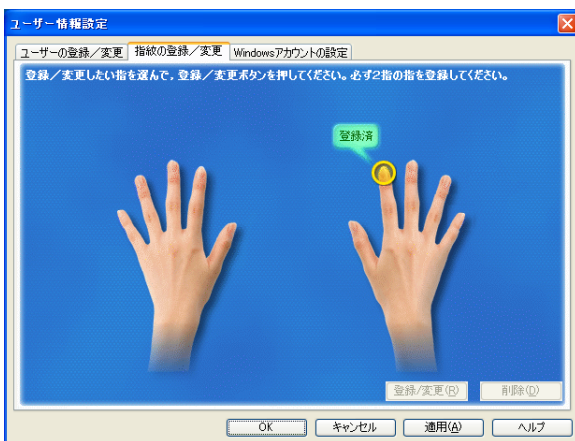 ユーザー情報設定
ユーザーの登録／変更 指紋の登録／変更 Windowsアカウントの設定
登録／変更したい指を選んで，登録／変更ボタンを押してください。必ず2指の指を登録してください。
登録済
登録/変更(R) 削除(D)
OK キャンセル 適用(A) ヘルプ